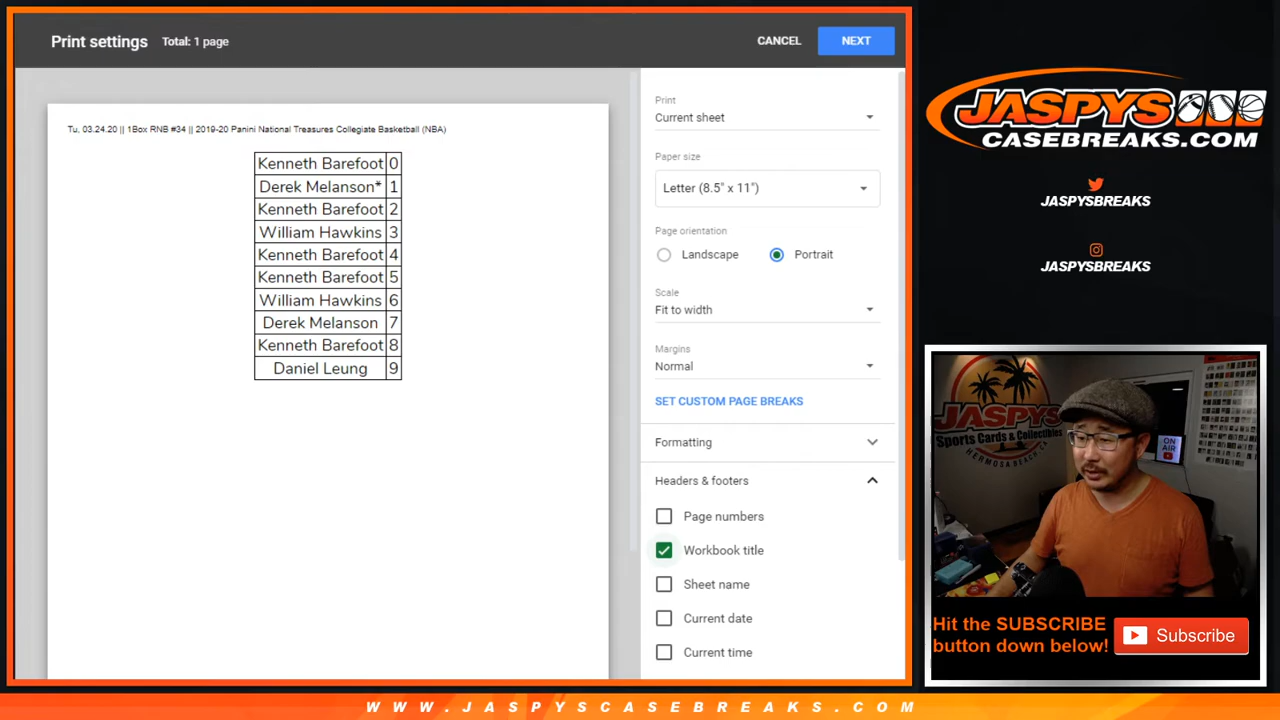 Print settings Total: 1 page
CANCEL NEXT
Tu, 03.24.20 || 1Box RNB #34 || 2019-20 Panini National Treasures Collegiate Basketball (NBA)
Kenneth Barefoot 0
Derek Melanson* 1
Kenneth Barefoot 2
William Hawkins 3
Kenneth Barefoot 4
Kenneth Barefoot 5
William Hawkins 6
Derek Melanson 7
Kenneth Barefoot 8
Daniel Leung 9
Print
Current sheet
Paper size
Letter (8.5" x 11")
Page orientation
Landscape Portrait
Scale
Fit to width
Margins
Normal
SET CUSTOM PAGE BREAKS
Formatting
Headers & footers
Page numbers
Workbook title
Sheet name
Current date
Current time
JASPYS
CASEBREAKS.COM
JASPYSBREAKS
JASPYSBREAKS
JASPYS
Sports Cards & Collectibles
HERMOSA BEACH, CA
ON
AIR
Hit the SUBSCRIBE
button down below!
Subscribe
WWW.JASPYSCASEBREAKS.COM